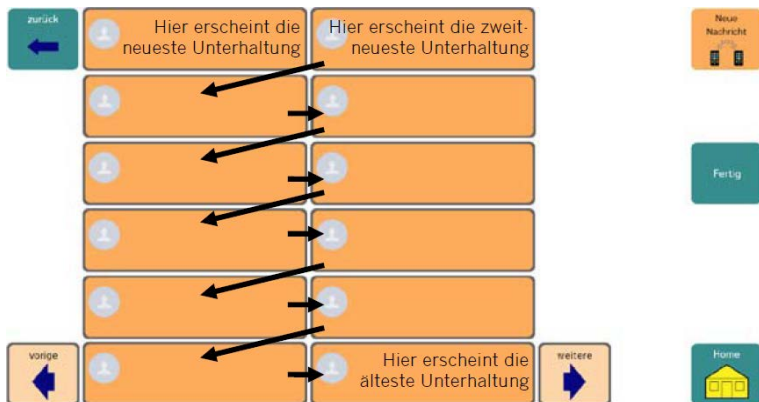 zurück
Hier erscheint die
neueste Unterhaltung
Hier erscheint die zweit-
neueste Unterhaltung
Neue
Nachricht
Fertig
vorige
Hier erscheint die
älteste Unterhaltung
weitere
Home